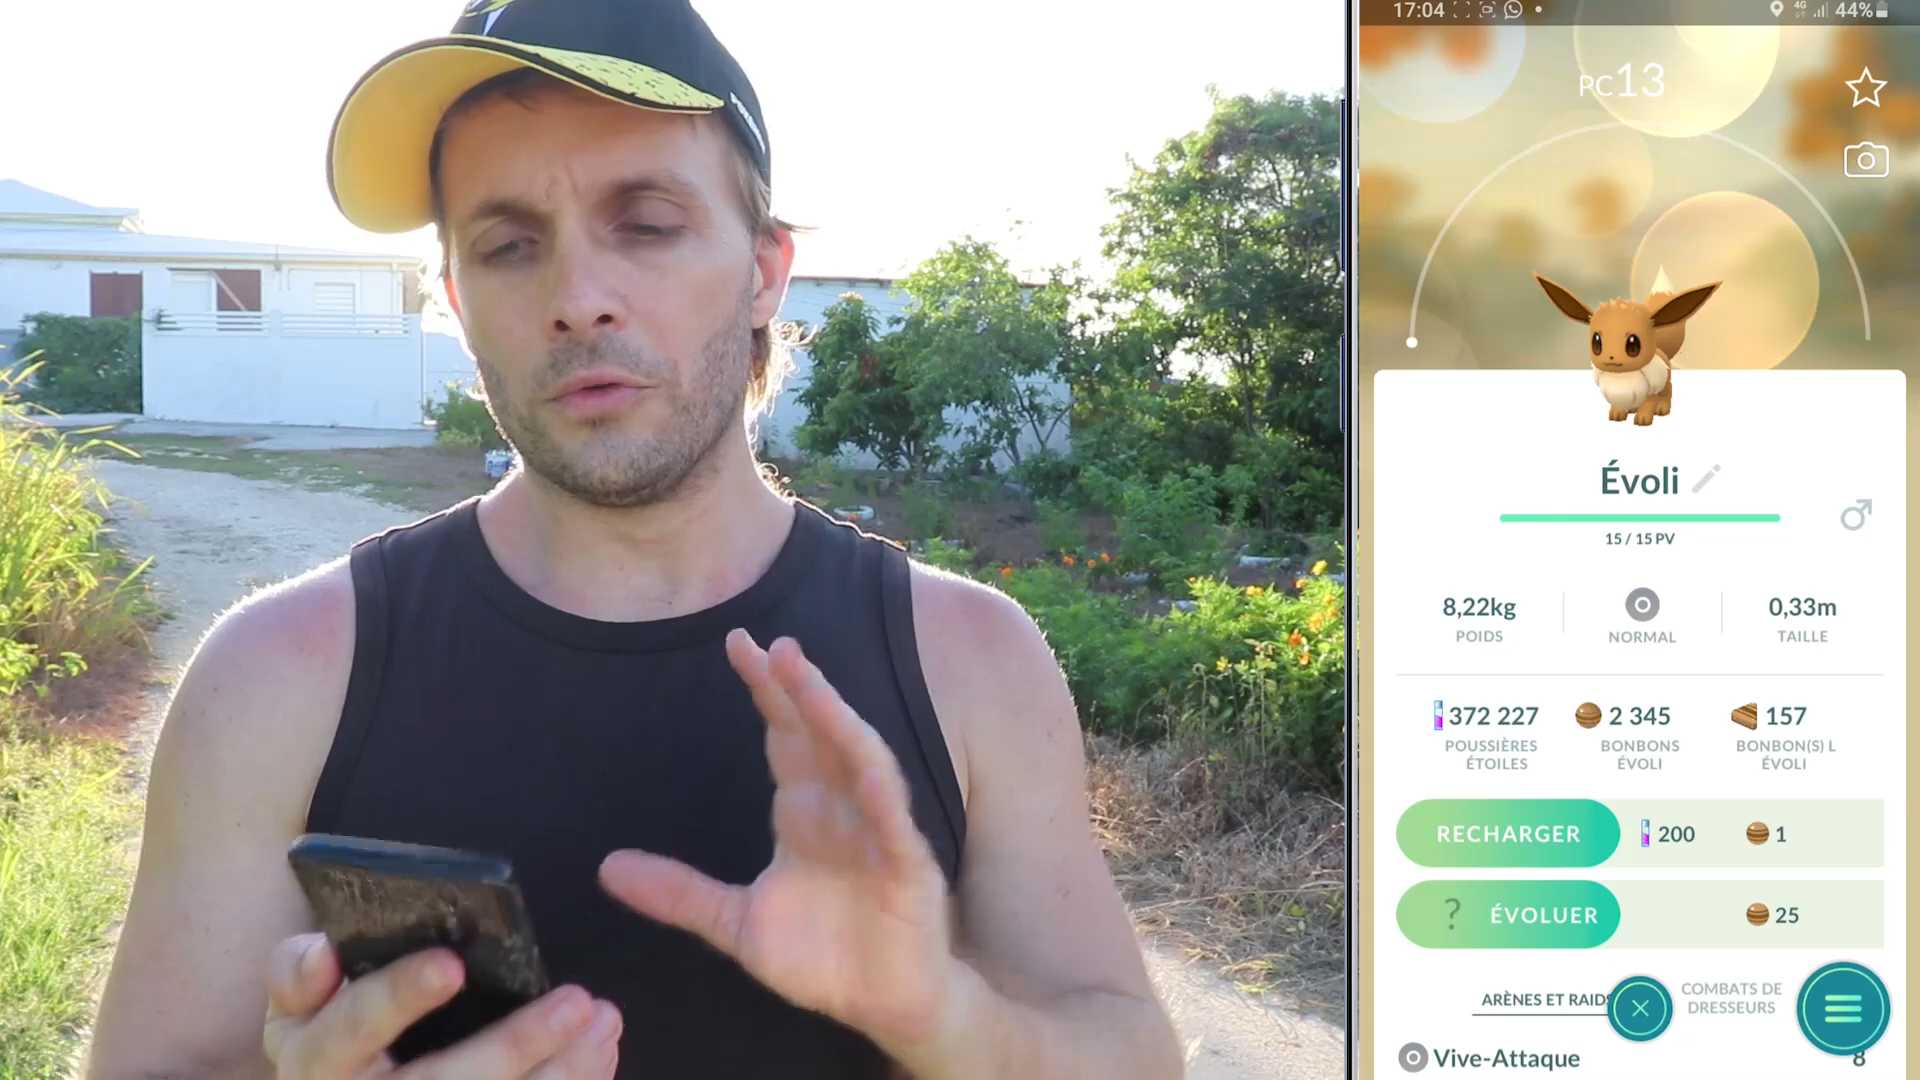 17:04
4G
44%
PC13
Évoli
15 / 15 PV
8,22kg
POIDS
NORMAL
0,33m
TAILLE
372 227
POUSSIÈRES
ÉTOILES
2 345
BONBONS
ÉVOLI
157
BONBON(S) L
ÉVOLI
RECHARGER
200
1
? ÉVOLUER
25
ARÈNES ET RAIDS
COMBATS DE
DRESSEURS
Vive-Attaque
8